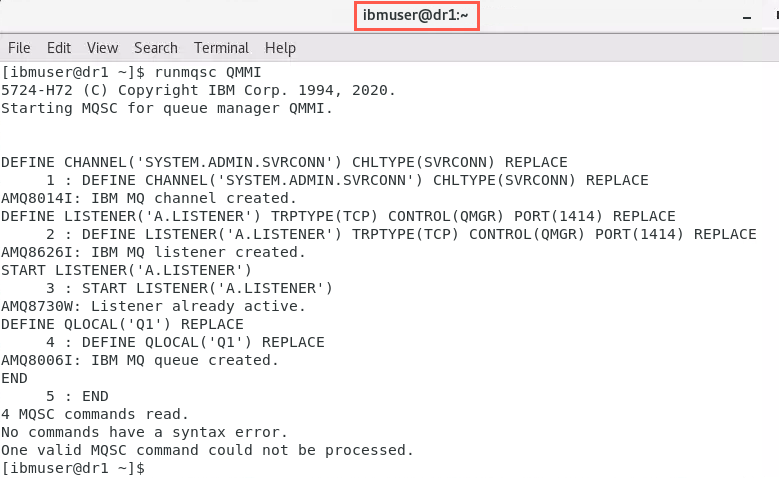 ibmuser@dr1:~
File Edit View Search Terminal Help
[ibmuser@dr1 ~]$ runmqsc QMMI
5724-H72 (C) Copyright IBM Corp. 1994, 2020.
Starting MQSC for queue manager QMMI.
DEFINE CHANNEL('SYSTEM.ADMIN.SVRCONN') CHLTYPE(SVRCONN) REPLACE
1 : DEFINE CHANNEL('SYSTEM.ADMIN.SVRCONN') CHLTYPE(SVRCONN) REPLACE
AMQ8014I: IBM MQ channel created.
DEFINE LISTENER('A.LISTENER') TRPTYPE(TCP) CONTROL(QMGR) PORT(1414) REPLACE
2 : DEFINE LISTENER('A.LISTENER') TRPTYPE(TCP) CONTROL(QMGR) PORT(1414) REPLACE
AMQ8626I: IBM MQ listener created.
START LISTENER('A.LISTENER')
3 : START LISTENER('A.LISTENER')
AMQ8730W: Listener already active.
DEFINE QLOCAL('Q1') REPLACE
4 : DEFINE QLOCAL('Q1') REPLACE
AMQ8006I: IBM MQ queue created.
END
5 : END
4 MQSC commands read.
No commands have a syntax error.
One valid MQSC command could not be processed.
[ibmuser@dr1 ~]$